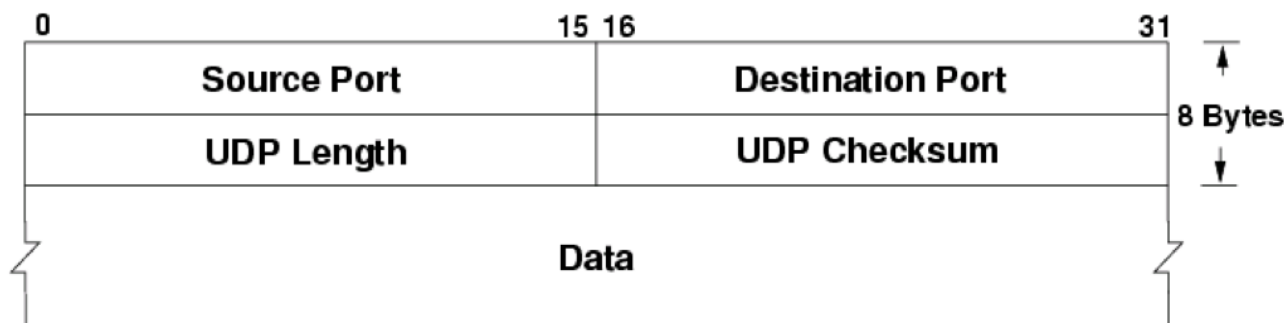 0 15 16 31
Source Port Destination Port
8 Bytes
UDP Length UDP Checksum
Data